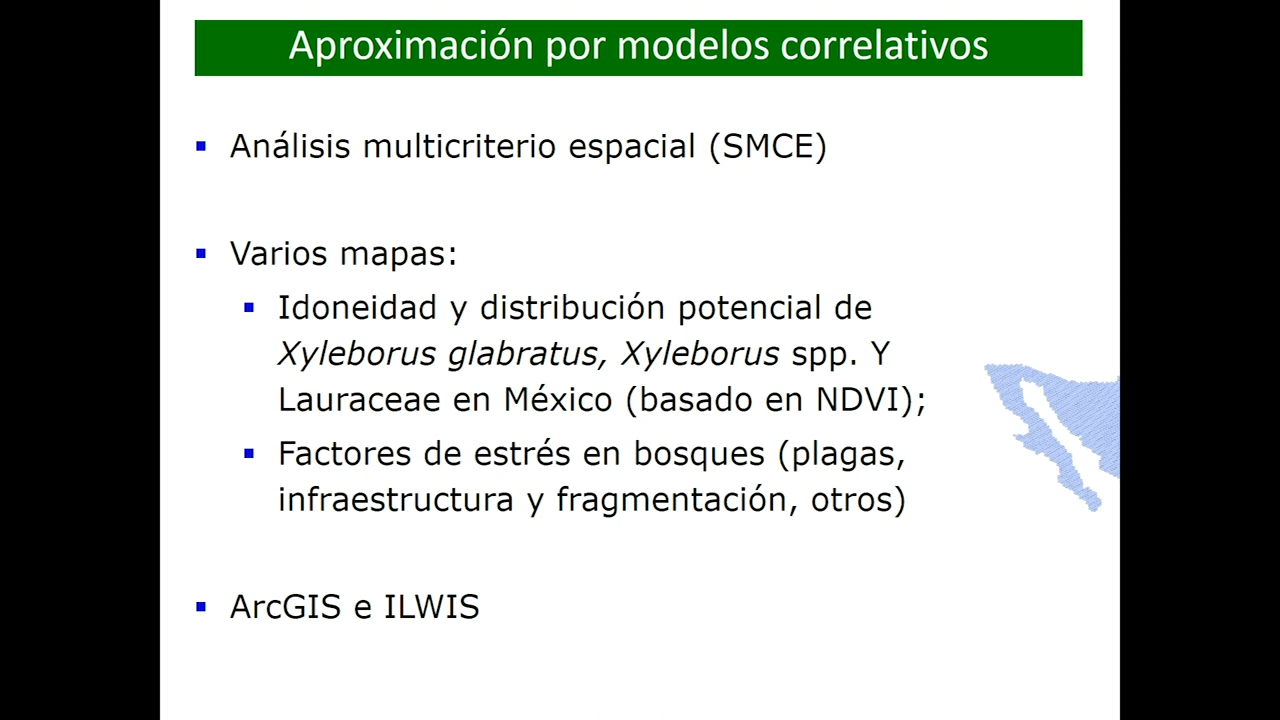 Aproximación por modelos correlativos
Análisis multicriterio espacial (SMCE)
Varios mapas:
Idoneidad y distribución potencial de
Xyleborus glabratus, Xyleborus spp. Y
Lauraceae en México (basado en NDVI);
Factores de estrés en bosques (plagas,
infraestructura y fragmentación, otros)
ArcGIS e ILWIS